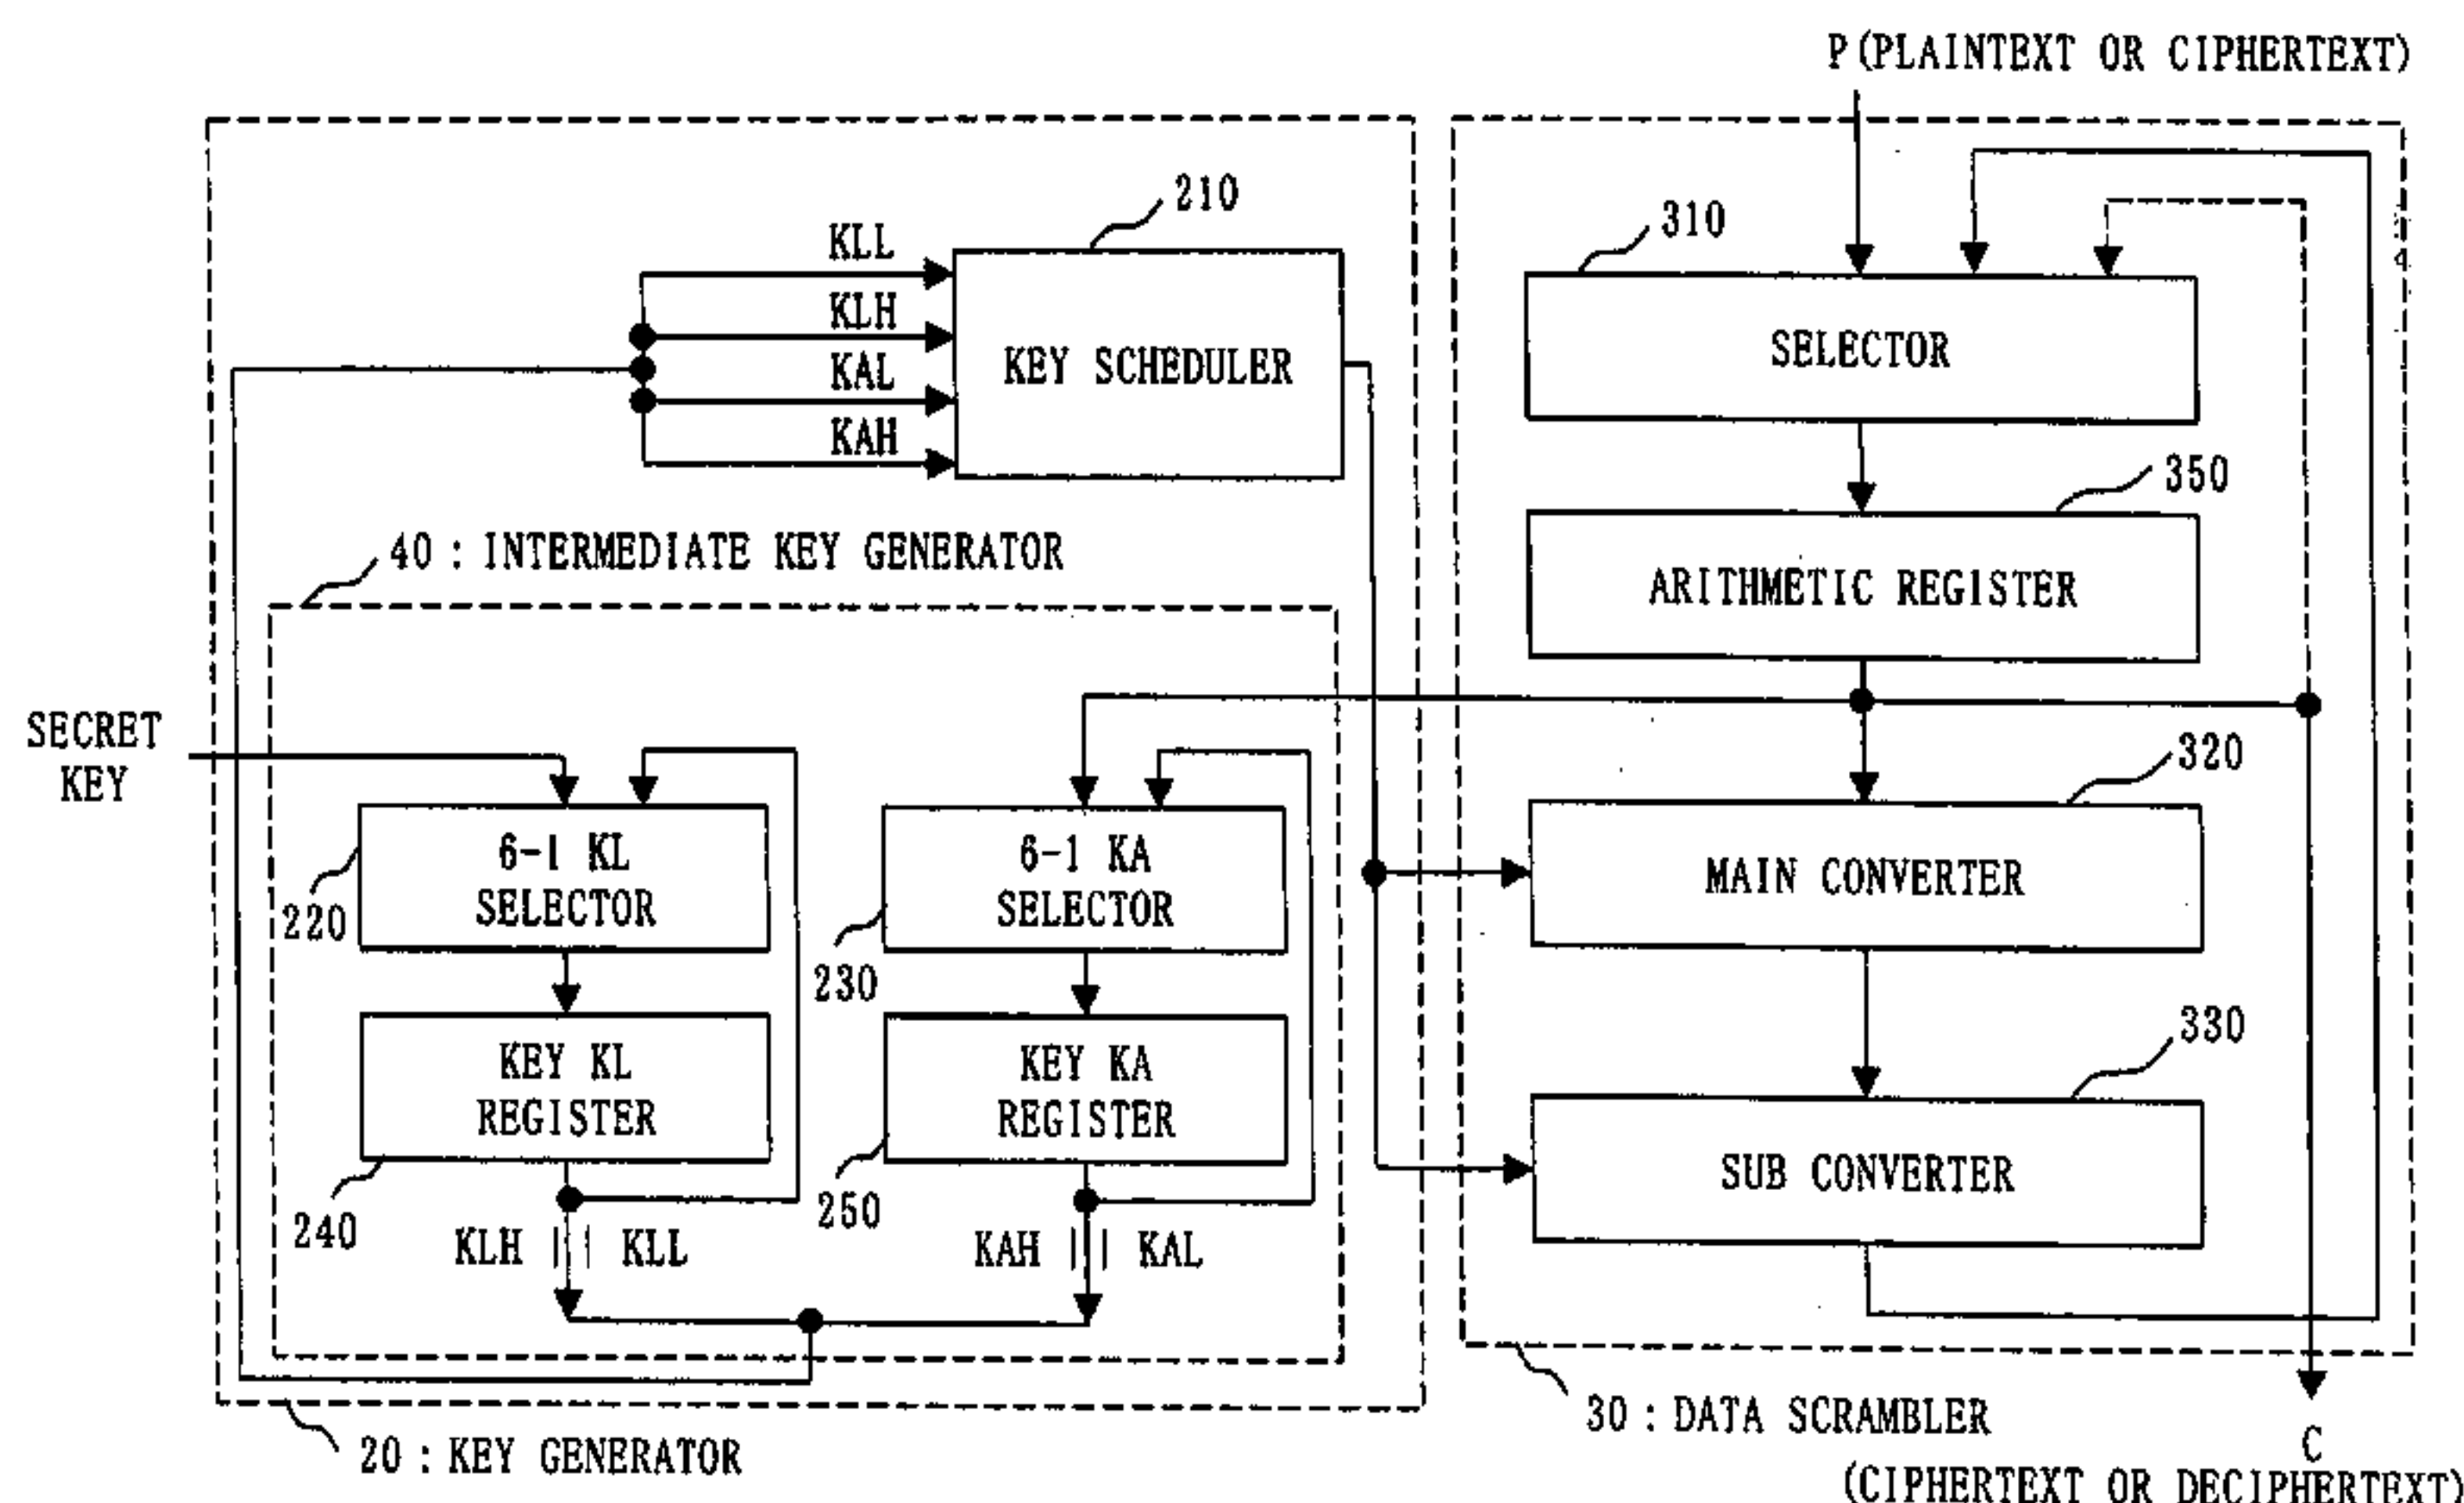 P(PLAINTEXT OR CIPHERTEXT)
210
KLL
KLH
KAL
KAH
KEY SCHEDULER
310
SELECTOR
350
ARITHMETIC REGISTER
40 : INTERMEDIATE KEY GENERATOR
SECRET
KEY
6-1 KL
SELECTOR
220
6-1 KA
SELECTOR
230
320
MAIN CONVERTER
KEY KL
REGISTER
240
KEY KA
REGISTER
250
330
SUB CONVERTER
KLH || KLL
KAH || KAL
20 : KEY GENERATOR
30 : DATA SCRAMBLER
C
(CIPHERTEXT OR DECIPHERTEXT)